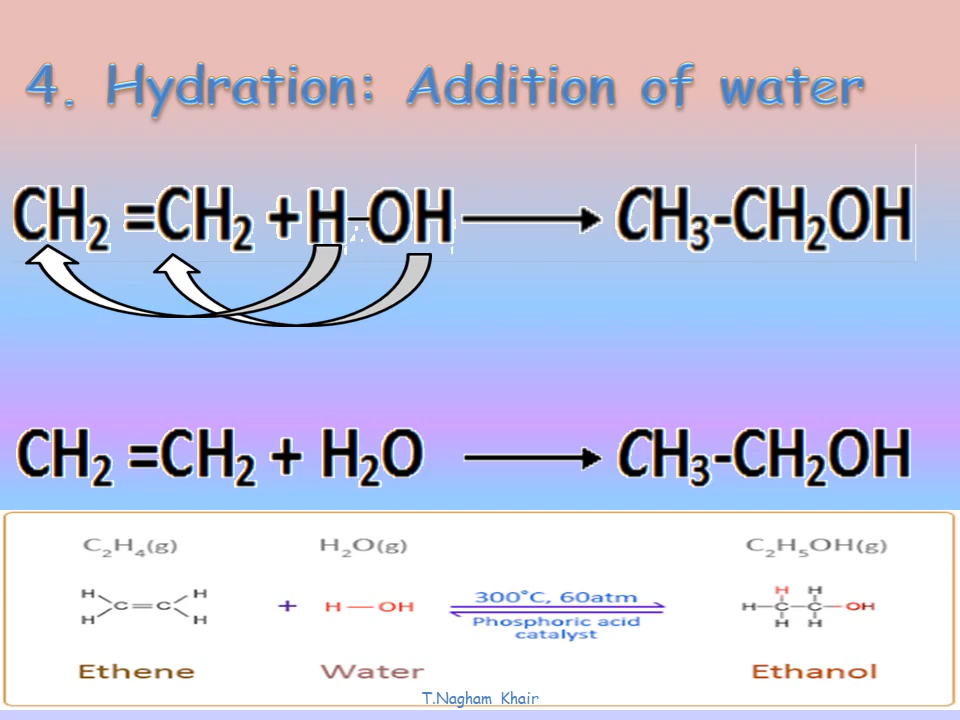 4. Hydration: Addition of water
CH₂ =CH₂ + H–OH ⟶ CH₃-CH₂OH
CH₂ =CH₂ + H₂O ⟶ CH₃-CH₂OH
C₂H₄(g) H₂O(g) C₂H₅OH(g)
300°C, 60atm
H H H H
H C=C H + H — OH ⇌ H—C—C—OH
H H H H
Phosphoric acid
catalyst
Ethene Water Ethanol
T.Nagham Khair